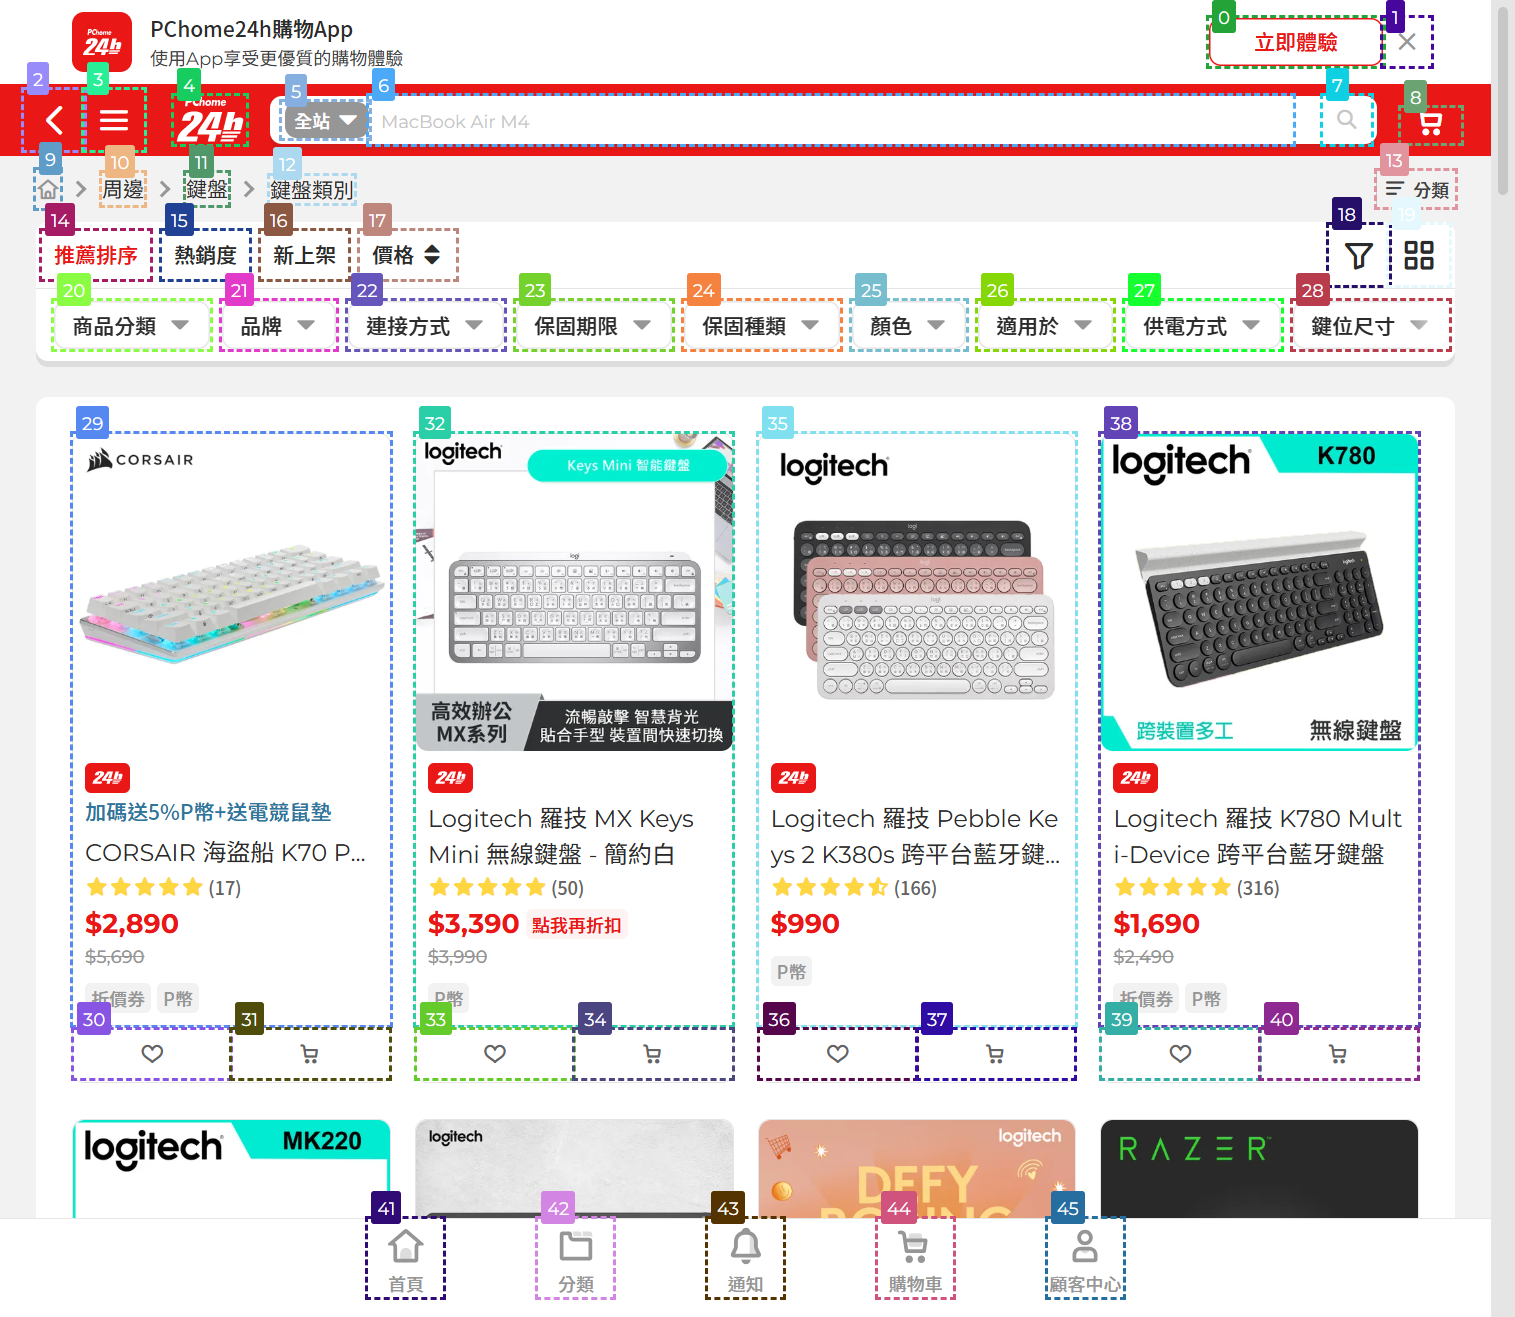 PChome24h購物App
使用App享受更優質的購物體驗
立即體驗
PChome
24h
全站
MacBook Air M4
周邊
鍵盤
鍵盤類別
分類
推薦排序
熱銷度
新上架
價格
商品分類
品牌
連接方式
保固期限
保固種類
顏色
適用於
供電方式
鍵位尺寸
0
1
2
3
4
5
6
7
8
9
10
11
12
13
14
15
16
17
18
19
20
21
22
23
24
25
26
27
28
29
CORSAIR
24h
加碼送5%P幣+送電競鼠墊
CORSAIR 海盜船 K70 P...
(17)
$2,890
$5,690
折價券 P幣
30
31
32
logitech
Keys Mini 智能鍵盤
高效辦公
MX系列
流暢敲擊 智慧背光
貼合手型 裝置間快速切換
24h
Logitech 羅技 MX Keys
Mini 無線鍵盤 - 簡約白
(50)
$3,390 點我再折扣
$3,990
P幣
33
34
35
logitech
24h
Logitech 羅技 Pebble Ke
ys 2 K380s 跨平台藍牙鍵...
(166)
$990
P幣
36
37
38
logitech
K780
跨裝置多工
無線鍵盤
24h
Logitech 羅技 K780 Mult
i-Device 跨平台藍牙鍵盤
(316)
$1,690
$2,490
折價券 P幣
39
40
logitech
MK220
logitech
logitech
DEFY
RAZER
41
42
43
44
45
首頁
分類
通知
購物車
顧客中心